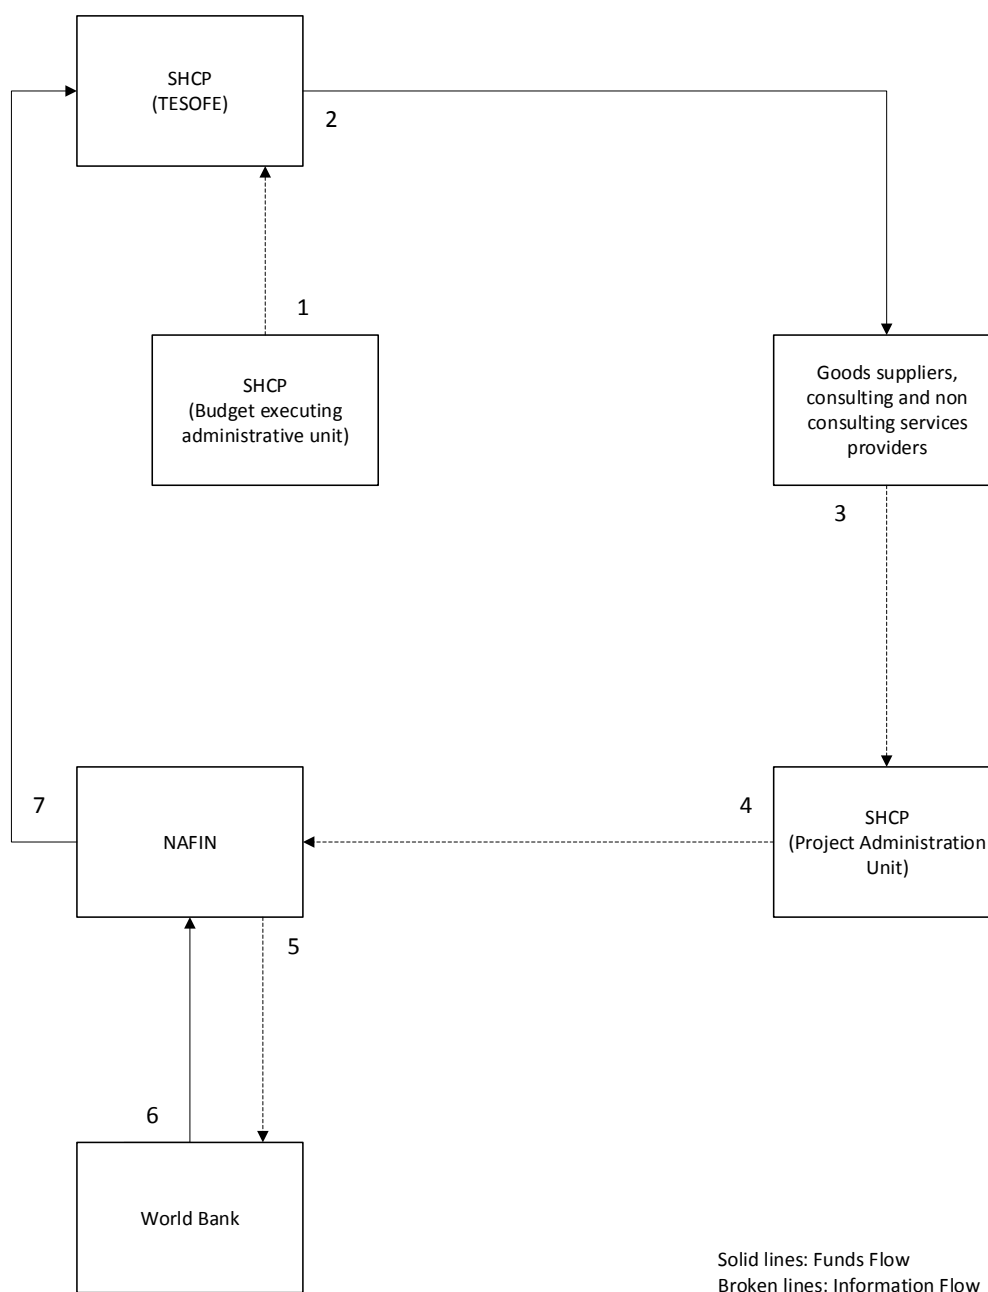 SHCP
(TESOFE)
2
1
SHCP
(Budget executing
administrative unit)
Goods suppliers,
consulting and non
consulting services
providers
3
7
NAFIN
4
SHCP
(Project Administration
Unit)
5
6
World Bank
Solid lines: Funds Flow
Broken lines: Information Flow